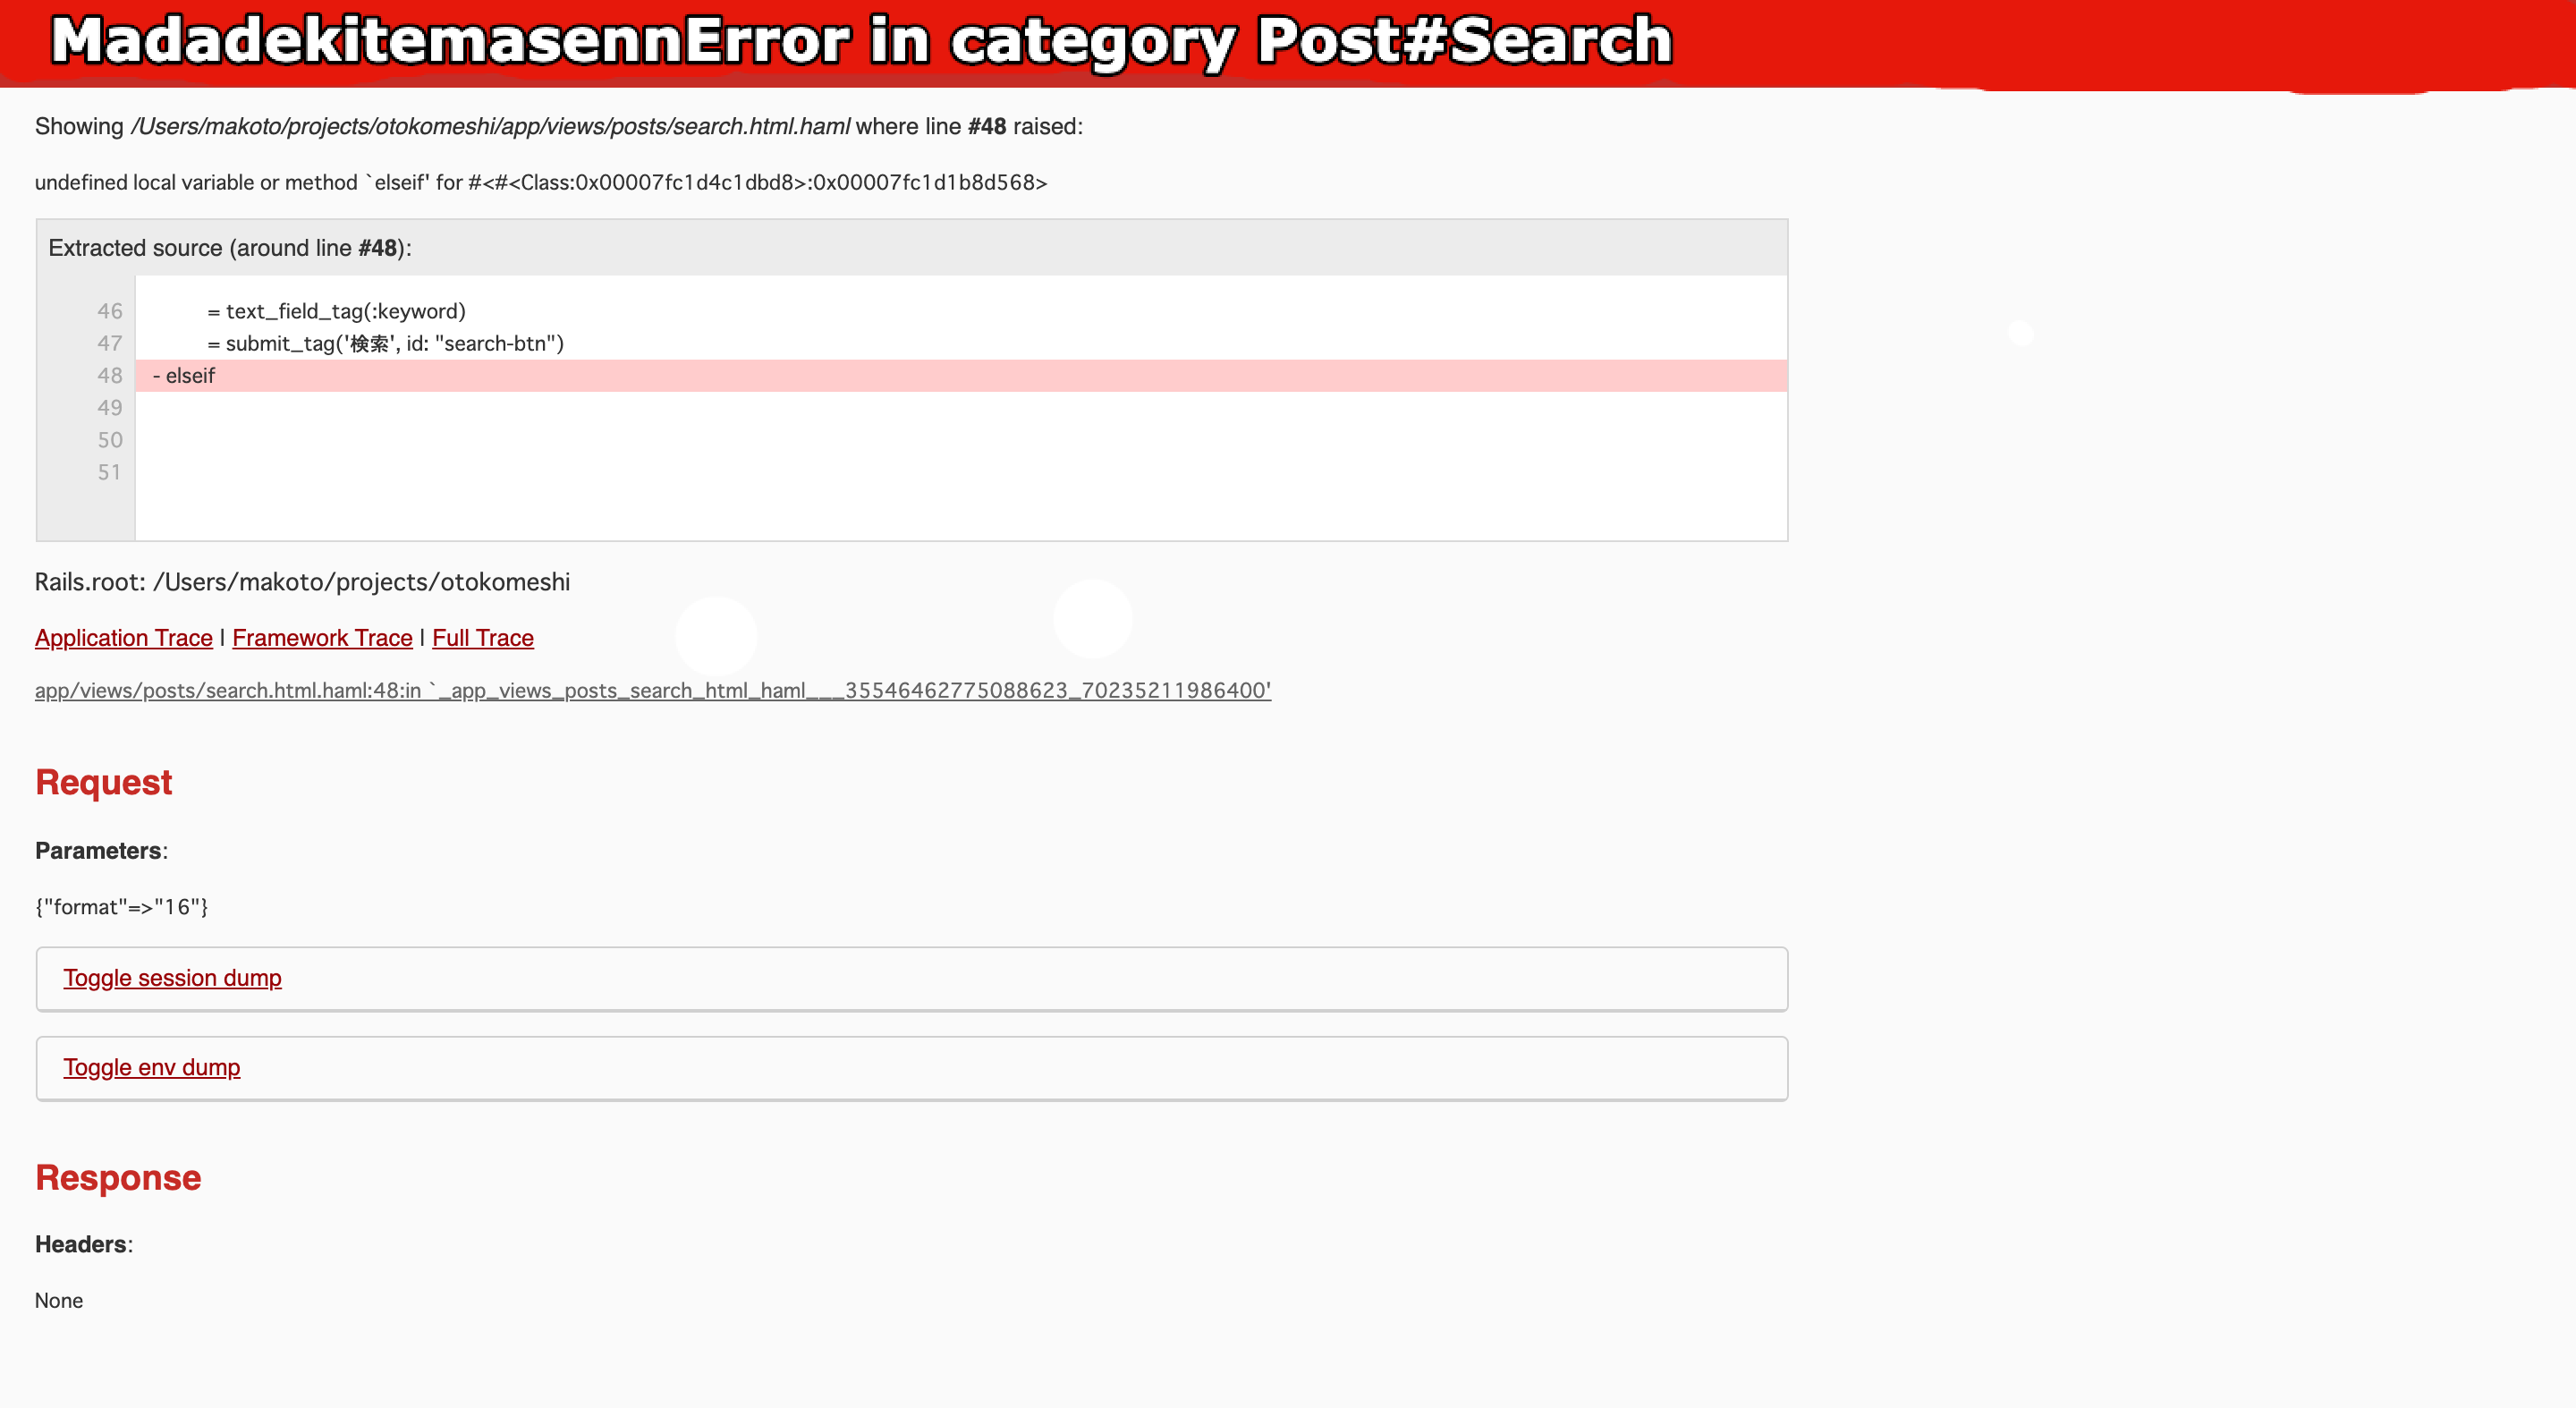 MadadekitemasennError in category Post#Search
Showing /Users/makoto/projects/otokomeshi/app/views/posts/search.html.haml where line #48 raised:
undefined local variable or method `elseif' for #<#<Class:0x00007fc1d4c1dbd8>:0x00007fc1d1b8d568>
Extracted source (around line #48):
46 = text_field_tag(:keyword)
47 = submit_tag('検索', id: "search-btn")
48 - elseif
49
50
51
Rails.root: /Users/makoto/projects/otokomeshi
Application Trace | Framework Trace | Full Trace
app/views/posts/search.html.haml:48:in `_app_views_posts_search_html_haml___35546462775088623_70235211986400'
Request
Parameters:
{"format"=>"16"}
Toggle session dump
Toggle env dump
Response
Headers:
None